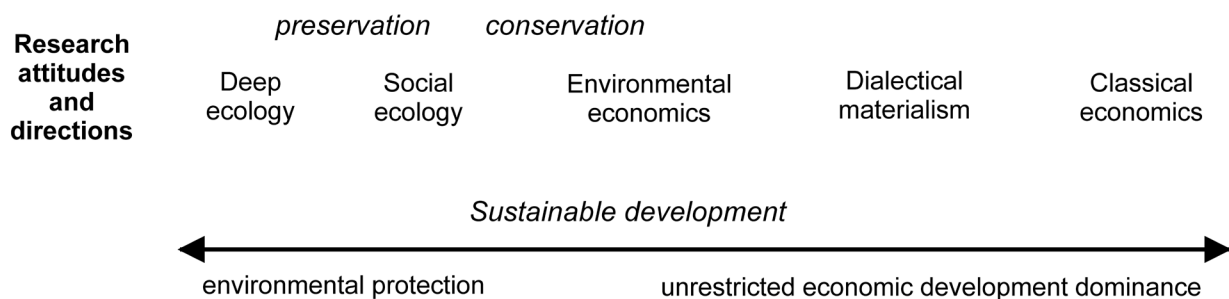 preservation conservation
Research
attitudes
and
directions
Deep
ecology
Social
ecology
Environmental
economics
Dialectical
materialism
Classical
economics
Sustainable development
environmental protection
unrestricted economic development dominance